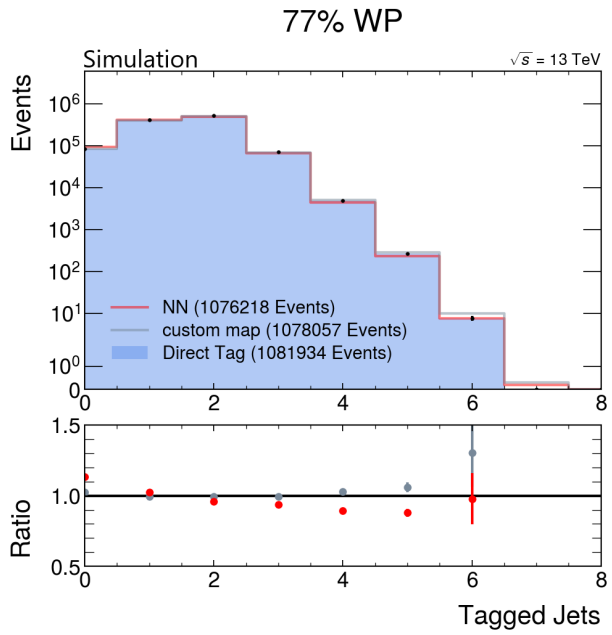 77% WP
Simulation
√s = 13 TeV
Events
10⁶
10⁵
10⁴
10³
10²
10¹
10⁰
0
NN (1076218 Events)
custom map (1078057 Events)
Direct Tag (1081934 Events)
0 2 4 6 8
Ratio
1.5
1.0
0.5
0 2 4 6 8
Tagged Jets